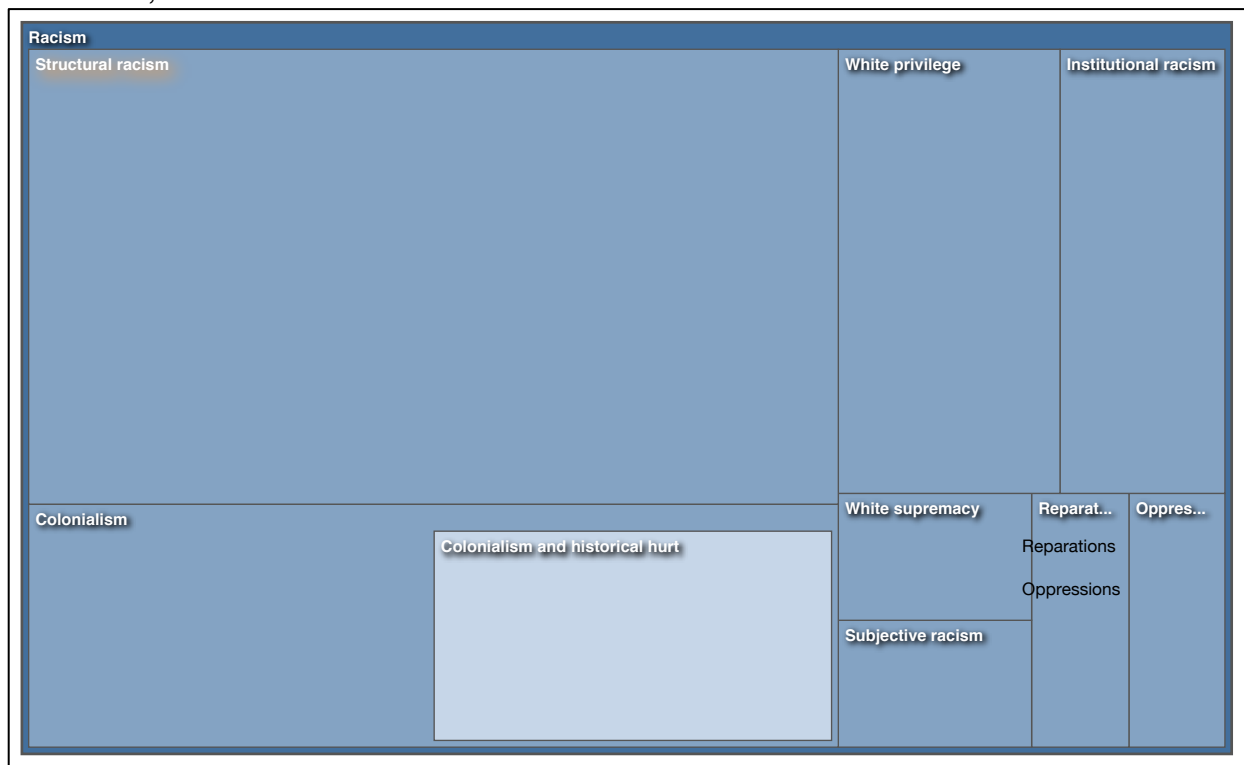 Racism
Structural racism
White privilege
Institutional racism
Colonialism
Colonialism and historical hurt
White supremacy
Reparat...
Oppres...
Reparations
Oppressions
Subjective racism